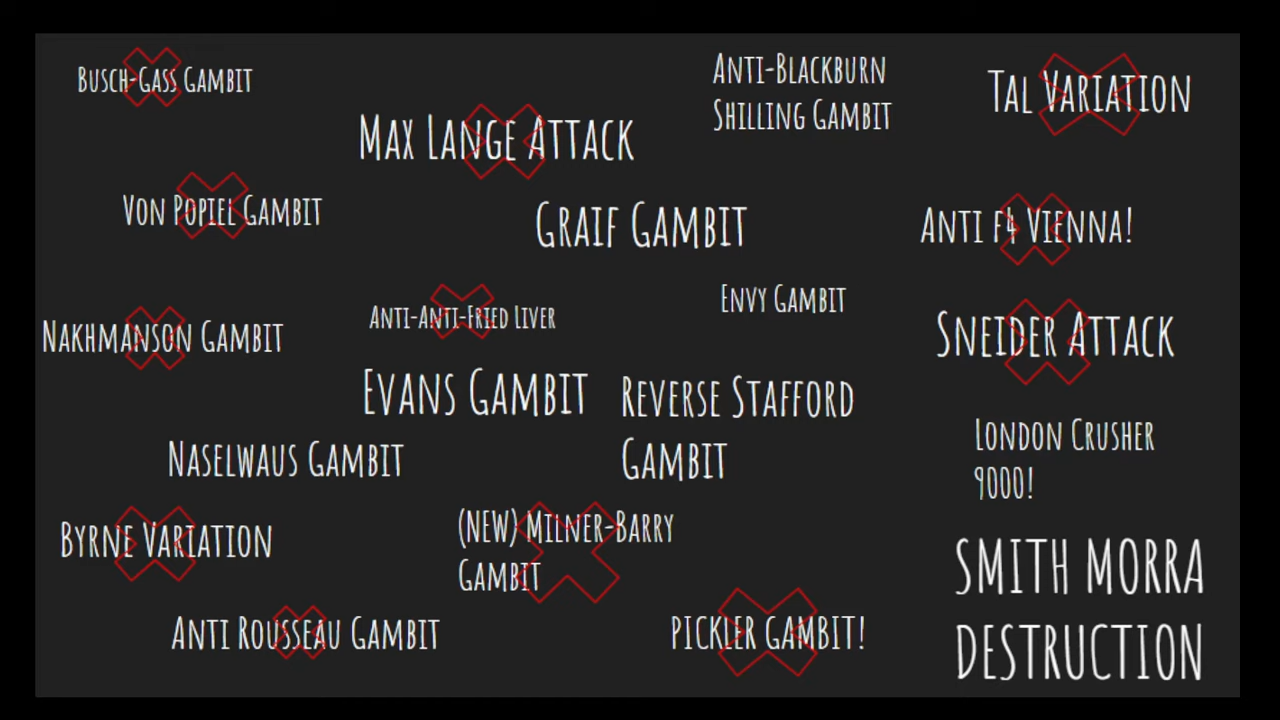 Busch-Gass Gambit
Anti-Blackburn
Shilling Gambit
Tal Variation
Max Lange Attack
Von Popiel Gambit
Graif Gambit
Anti f4 Vienna!
Envy Gambit
Anti-Anti-Fried Liver
Nakhmanson Gambit
Sneider Attack
Evans Gambit
Reverse Stafford
Gambit
London Crusher
9000!
Naselwaus Gambit
Byrne Variation
(NEW) Milner-Barry
Gambit
SMITH MORRA
DESTRUCTION
Anti Rousseau Gambit
PICKLER GAMBIT!